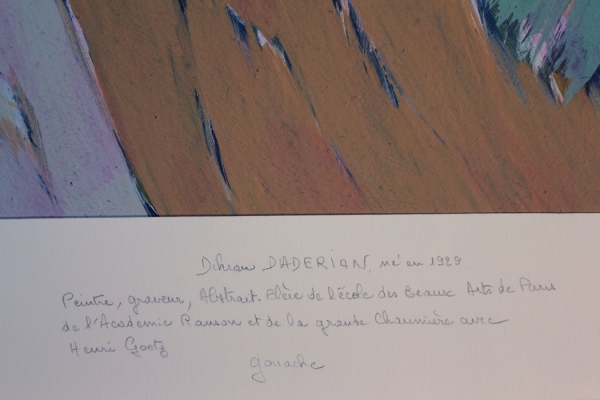 Dikran DADERIAN, né en 1929
Peintre, graveur, Abstrait. Elève de l'école des Beaux Arts de Paris
de l'Académie Ranson et de la grande Chaumière avec
Henri Goetz
gouache